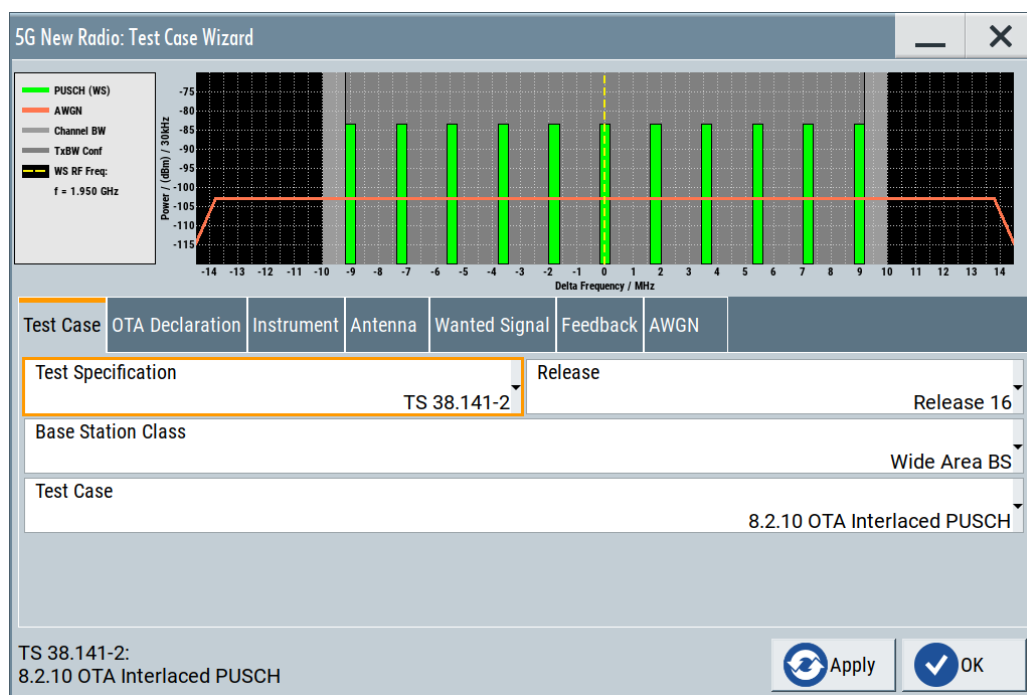 5G New Radio: Test Case Wizard
PUSCH (WS)
AWGN
Channel BW
TxBW Conf
WS RF Freq:
f = 1.950 GHz
Power / (dBm) / 30kHz
-75
-80
-85
-90
-95
-100
-105
-110
-115
-14 -13 -12 -11 -10 -9 -8 -7 -6 -5 -4 -3 -2 -1 0 1 2 3 4 5 6 7 8 9 10 11 12 13 14
Delta Frequency / MHz
Test Case OTA Declaration Instrument Antenna Wanted Signal Feedback AWGN
Test Specification
TS 38.141-2
Release
Release 16
Base Station Class
Wide Area BS
Test Case
8.2.10 OTA Interlaced PUSCH
TS 38.141-2:
8.2.10 OTA Interlaced PUSCH
Apply
OK